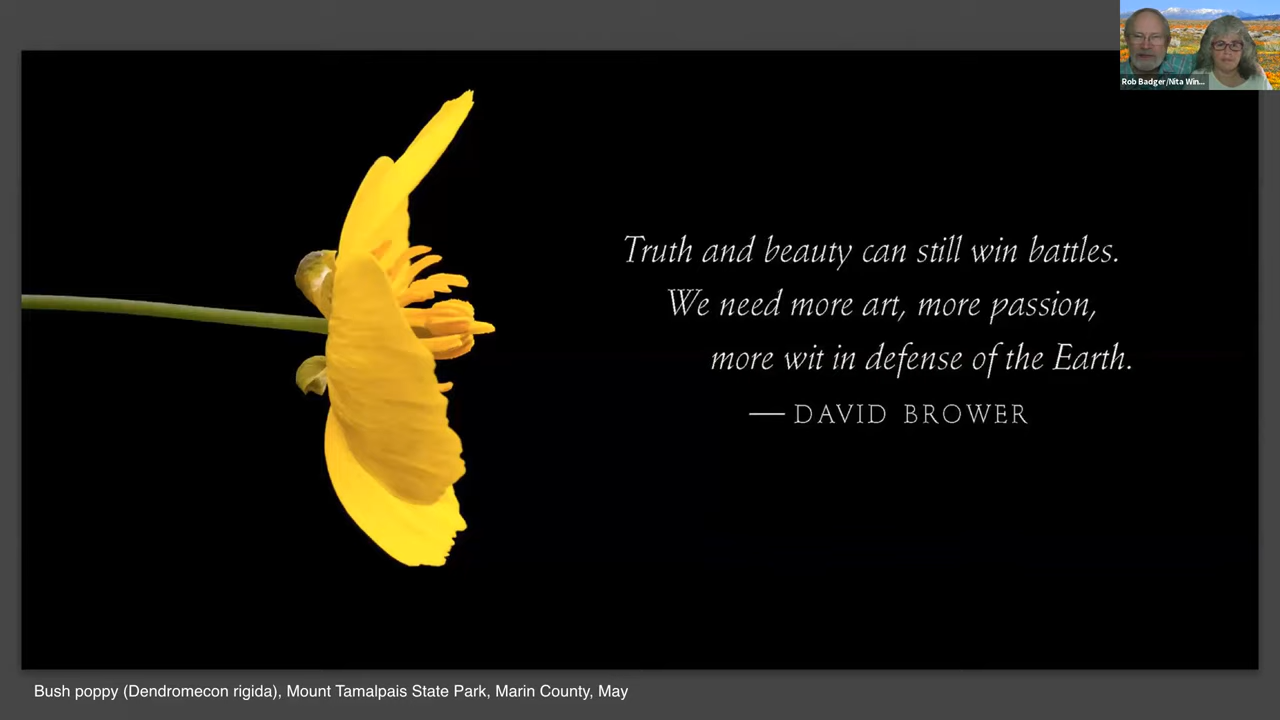 Rob Badger/Nita Win...
Truth and beauty can still win battles.
We need more art, more passion,
more wit in defense of the Earth.
— DAVID BROWER
Bush poppy (Dendromecon rigida), Mount Tamalpais State Park, Marin County, May